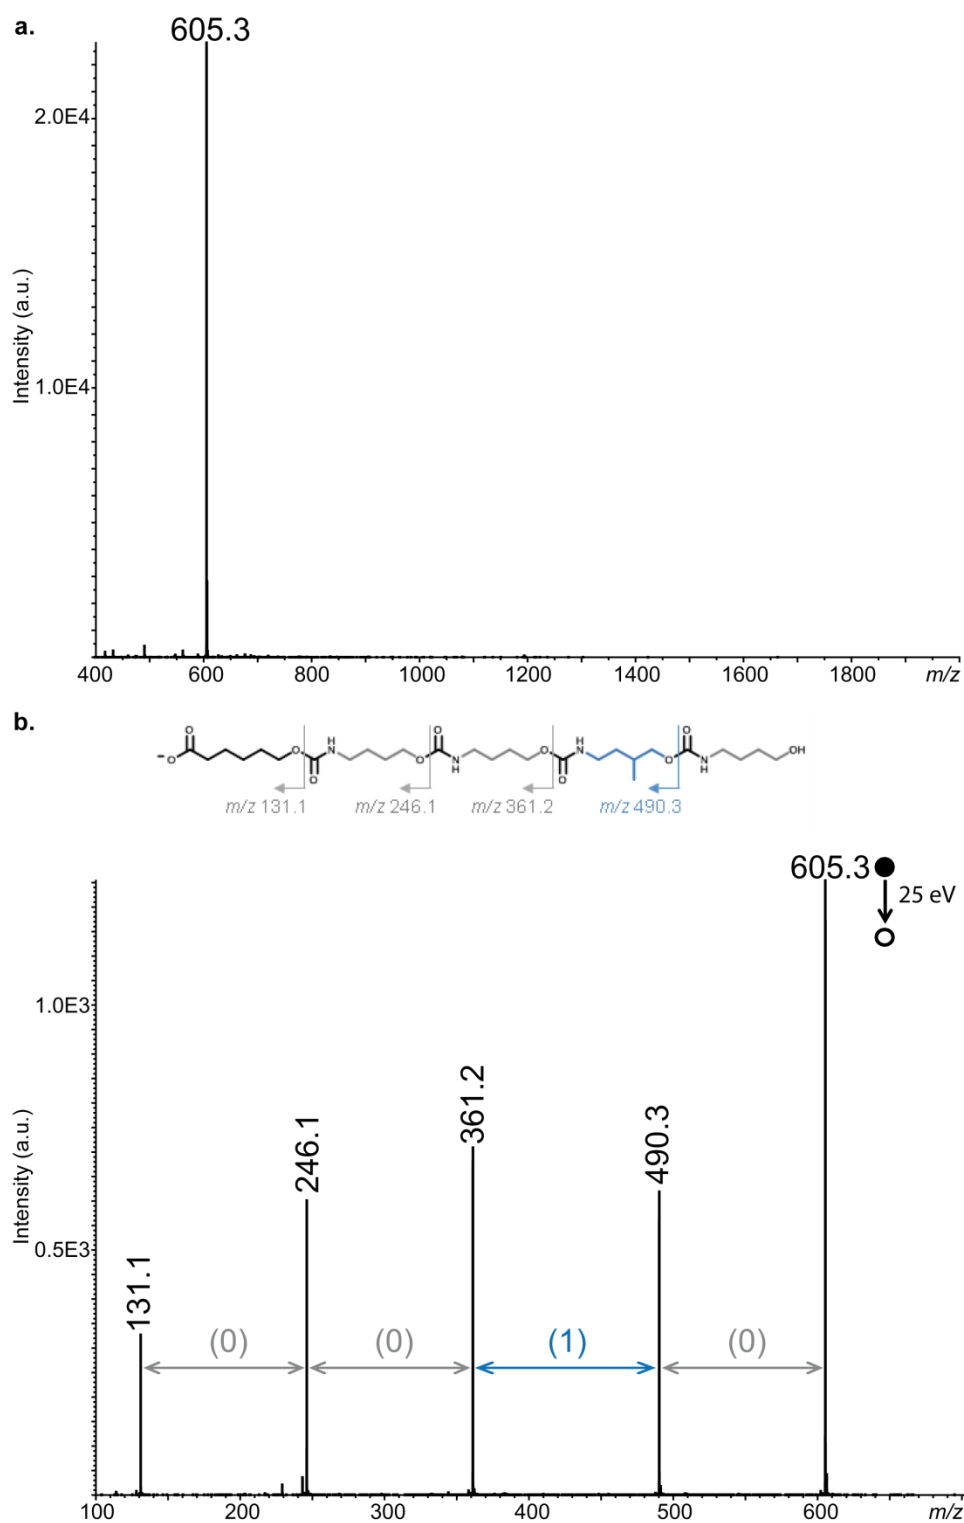 a.
605.3
2.0E4
1.0E4
Intensity (a.u.)
400 600 800 1000 1200 1400 1600 1800 m/z
b.
O H O O H O
-O O N O N O N O N OH
O H O H
m/z 131.1 m/z 246.1 m/z 361.2 m/z 490.3
605.3
25 eV
1.0E3
0.5E3
Intensity (a.u.)
131.1
246.1
361.2
490.3
(0) (0) (1) (0)
100 200 300 400 500 600 m/z